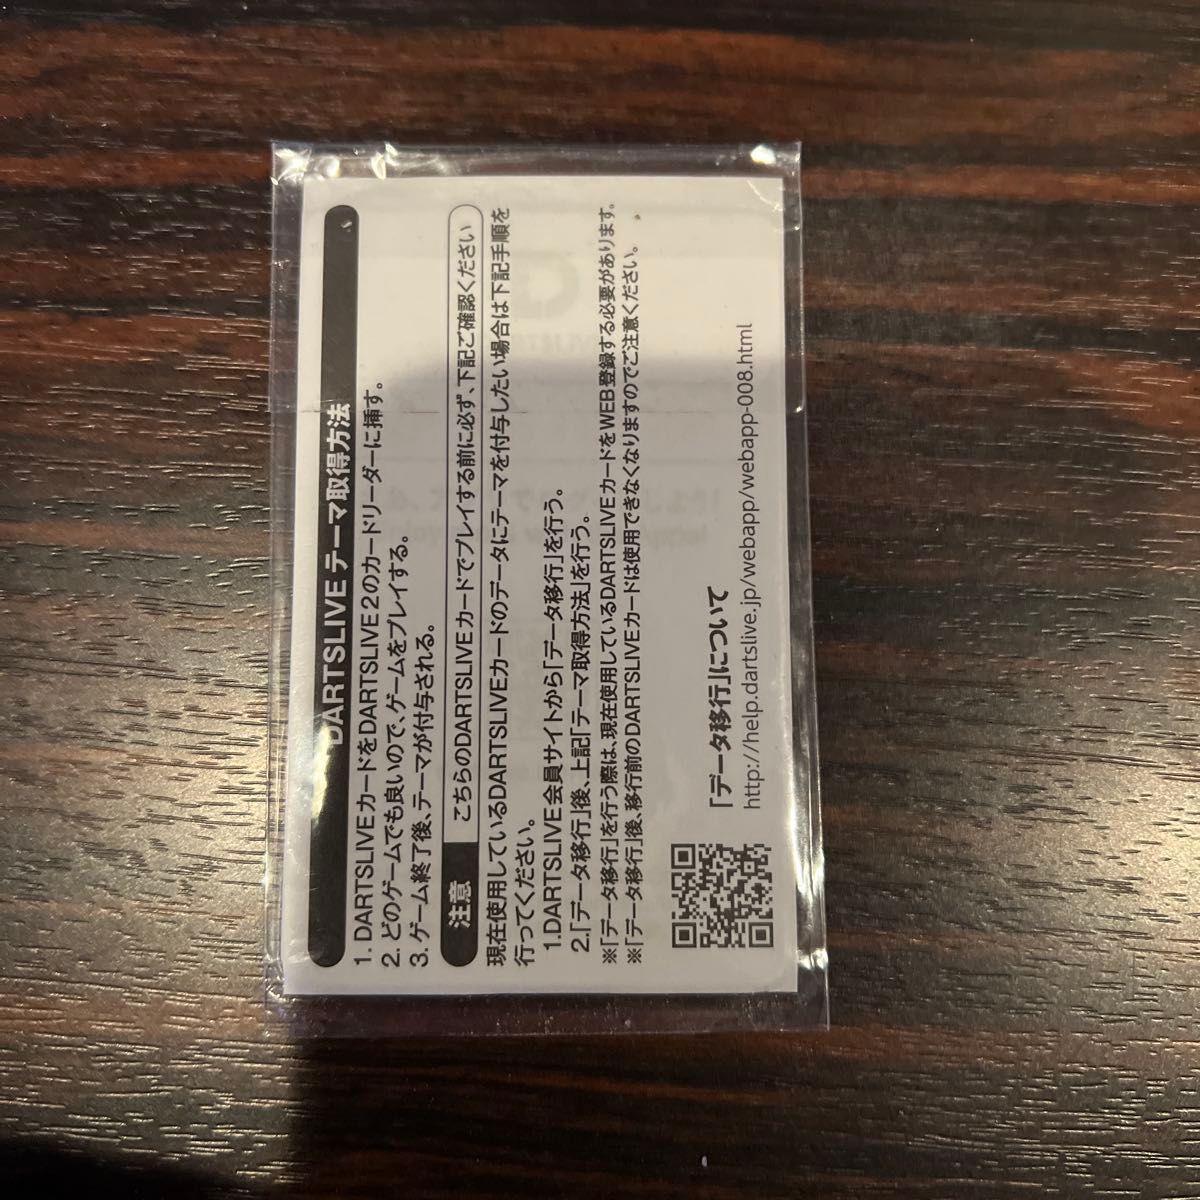 DARTSLIVE テーマ取得方法
1. DARTSLIVEカードをDARTSLIVE2のカードリーダーに挿す。
2. どのゲームでも良いので、ゲームをプレイする。
3. ゲーム終了後、テーマが付与される。
注意 こちらのDARTSLIVEカードでプレイする前に必ず、下記ご確認ください
現在使用しているDARTSLIVEカードのデータにテーマを付与したい場合は下記手順を
行ってください。
1.DARTSLIVE会員サイトから「データ移行」を行う。
2.「データ移行」後、上記「テーマ取得方法」を行う。
※「データ移行」を行う際は、現在使用しているDARTSLIVEカードをWEB登録する必要があります。
※「データ移行」後、移行前のDARTSLIVEカードは使用できなくなりますのでご注意ください。
「データ移行」について
http://help.dartslive.jp/webapp/webapp-008.html